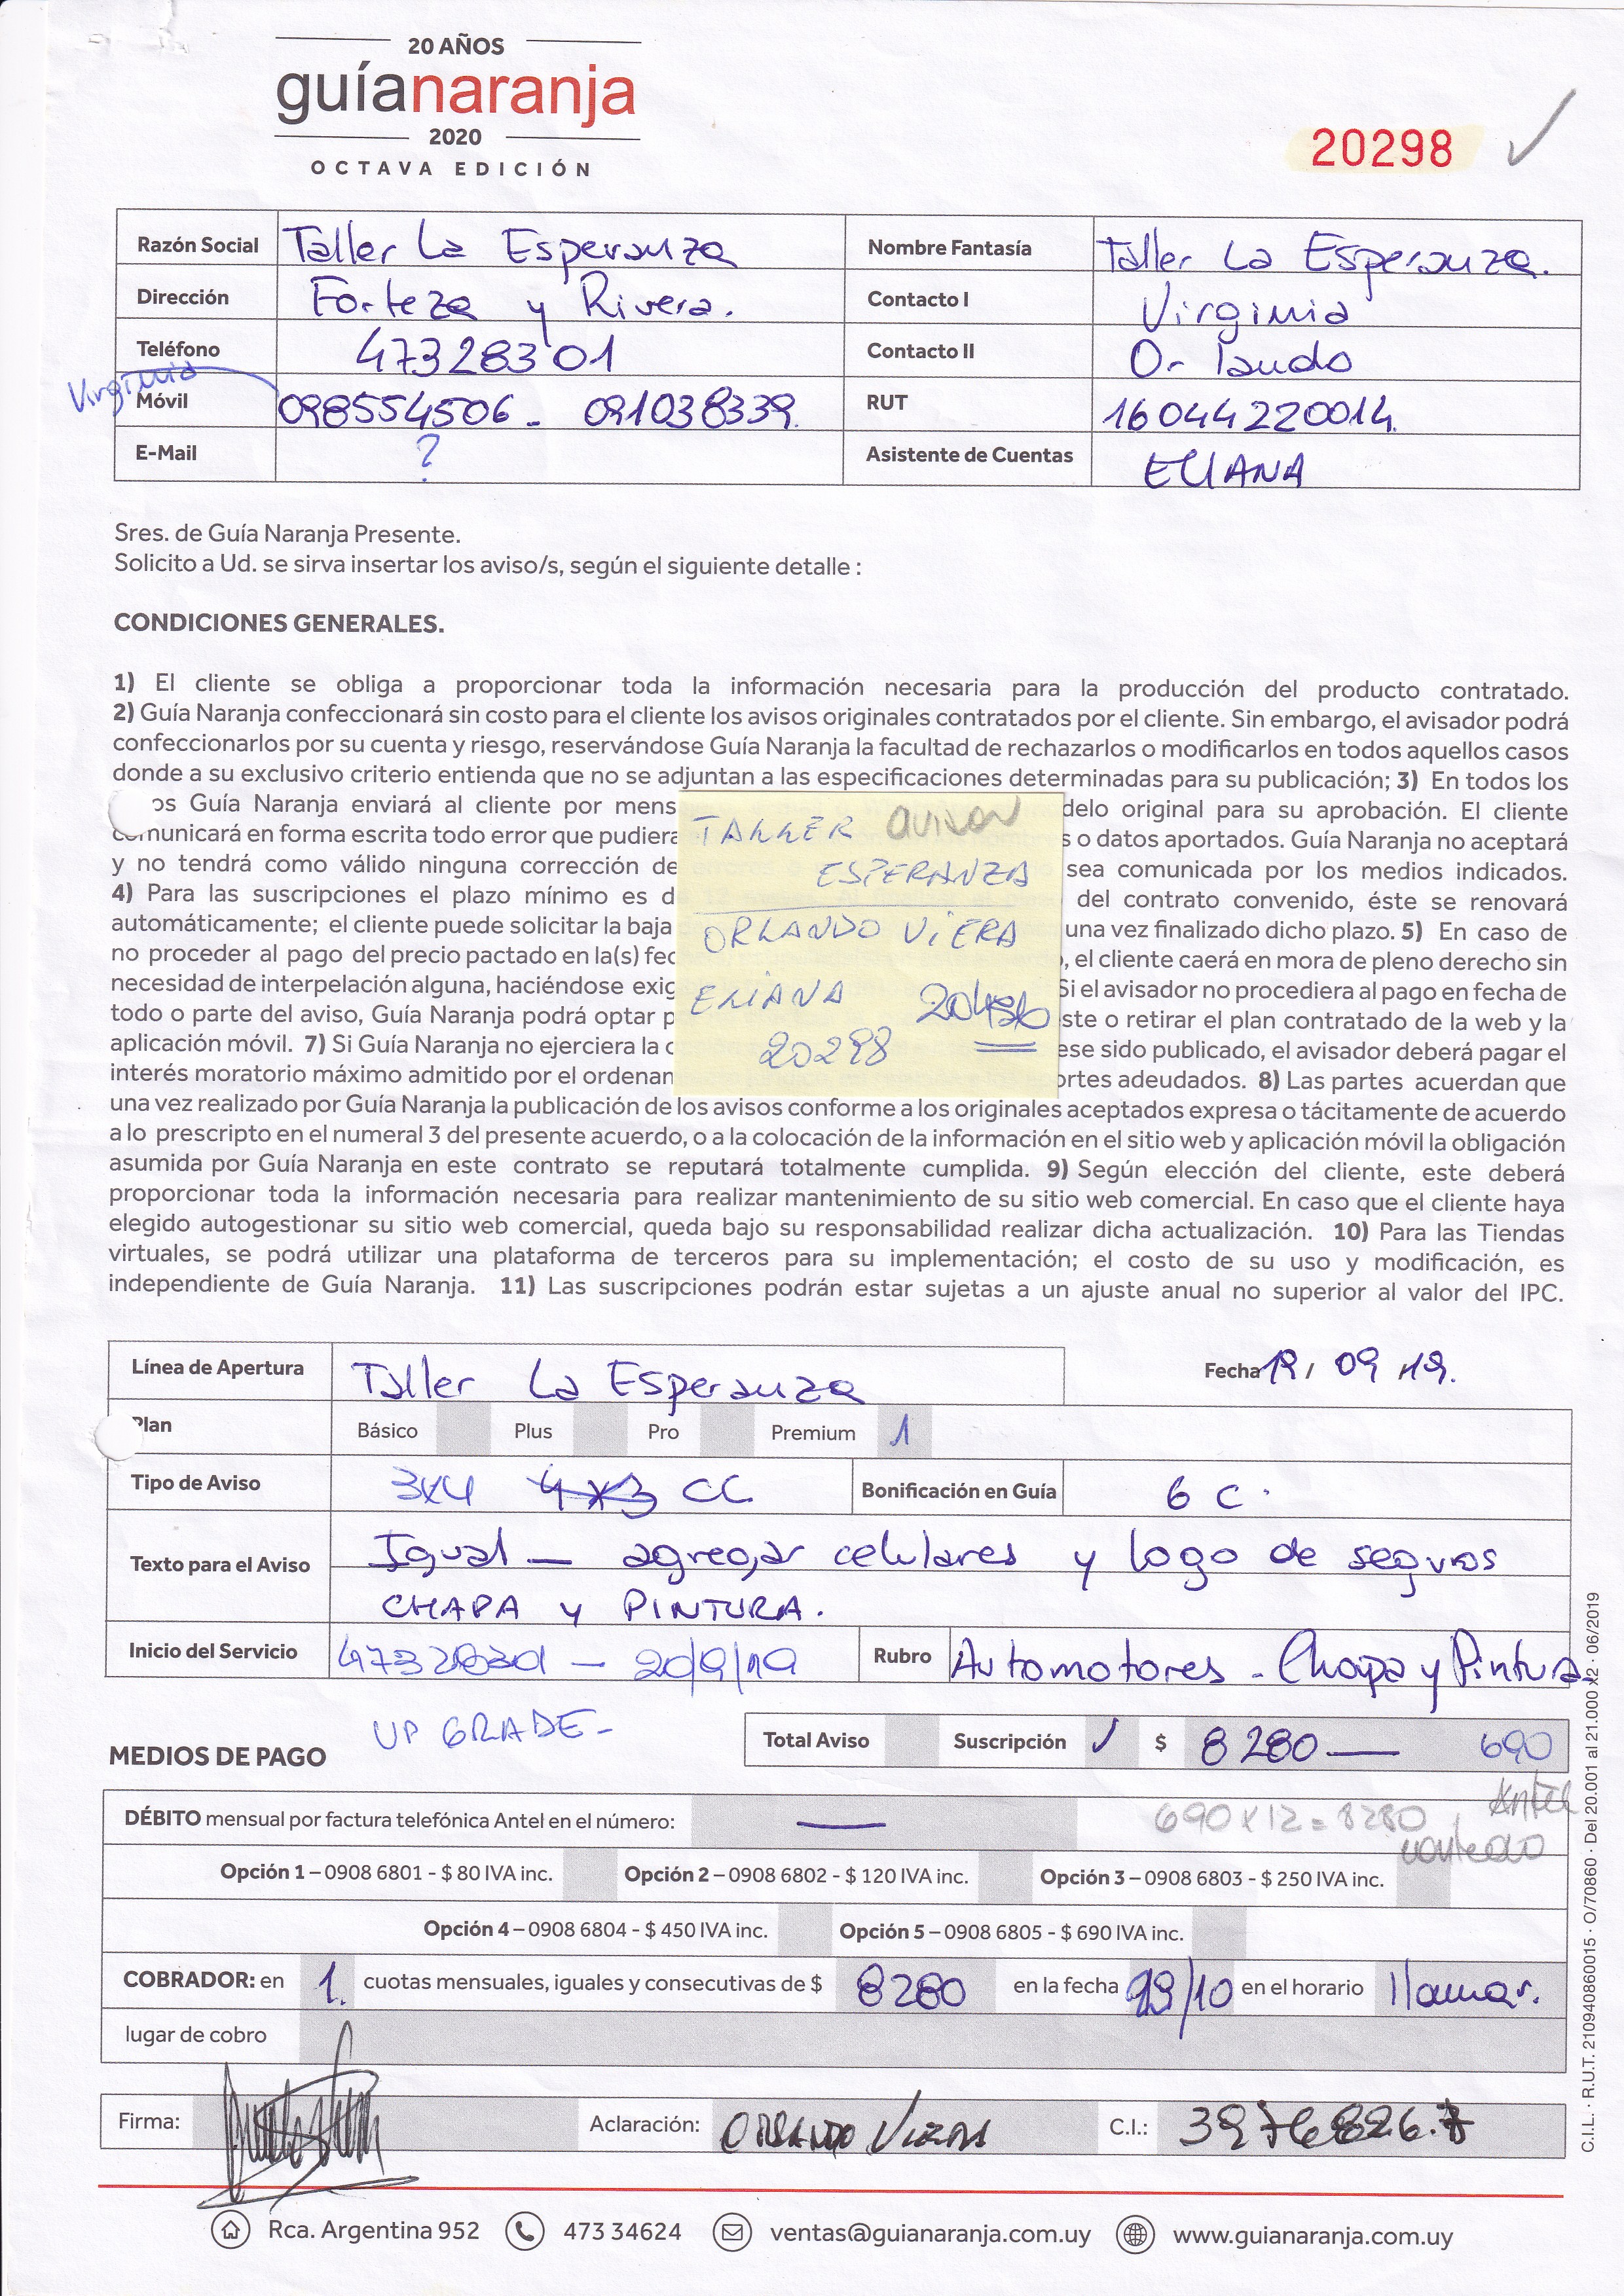 20 AÑOS
guíanaranja
2020
OCTAVA EDICIÓN
20298
Razón Social Taller La Esperanza Nombre Fantasía Taller La Esperanza.
Dirección Forteza y Rivera. Contacto I Virginia
Teléfono 47328301 Contacto II Orlando
Virginia
Móvil 098554506 - 091038339. RUT 160442220014.
E-Mail ? Asistente de Cuentas ELIANA
Sres. de Guía Naranja Presente.
Solicito a Ud. se sirva insertar los aviso/s, según el siguiente detalle :
CONDICIONES GENERALES.
1) El cliente se obliga a proporcionar toda la información necesaria para la producción del producto contratado.
2) Guía Naranja confeccionará sin costo para el cliente los avisos originales contratados por el cliente. Sin embargo, el avisador podrá
confeccionarlos por su cuenta y riesgo, reservándose Guía Naranja la facultad de rechazarlos o modificarlos en todos aquellos casos
donde a su exclusivo criterio entienda que no se adjuntan a las especificaciones determinadas para su publicación; 3) En todos los
os Guía Naranja enviará al cliente por mens delo original para su aprobación. El cliente
comunicará en forma escrita todo error que pudiera s o datos aportados. Guía Naranja no aceptará
y no tendrá como válido ninguna corrección de sea comunicada por los medios indicados.
4) Para las suscripciones el plazo mínimo es d del contrato convenido, éste se renovará
automáticamente; el cliente puede solicitar la baja una vez finalizado dicho plazo. 5) En caso de
no proceder al pago del precio pactado en la(s) fec , el cliente caerá en mora de pleno derecho sin
necesidad de interpelación alguna, haciéndose exig Si el avisador no procediera al pago en fecha de
todo o parte del aviso, Guía Naranja podrá optar p ste o retirar el plan contratado de la web y la
aplicación móvil. 7) Si Guía Naranja no ejerciera la c ese sido publicado, el avisador deberá pagar el
interés moratorio máximo admitido por el ordenan ortes adeudados. 8) Las partes acuerdan que
una vez realizado por Guía Naranja la publicación de los avisos conforme a los originales aceptados expresa o tácitamente de acuerdo
a lo prescripto en el numeral 3 del presente acuerdo, o a la colocación de la información en el sitio web y aplicación móvil la obligación
asumida por Guía Naranja en este contrato se reputará totalmente cumplida. 9) Según elección del cliente, este deberá
proporcionar toda la información necesaria para realizar mantenimiento de su sitio web comercial. En caso que el cliente haya
elegido autogestionar su sitio web comercial, queda bajo su responsabilidad realizar dicha actualización. 10) Para las Tiendas
virtuales, se podrá utilizar una plataforma de terceros para su implementación; el costo de su uso y modificación, es
independiente de Guía Naranja. 11) Las suscripciones podrán estar sujetas a un ajuste anual no superior al valor del IPC.
TALLER
ESPERANZA
ORLANDO VIERA
ELIANA
20298
Línea de Apertura Taller La Esperanza Fecha 19 / 09 /19.
Plan Básico Plus Pro Premium 1
Tipo de Aviso 3x4 4x3 CC Bonificación en Guía 6 C.
Texto para el Aviso Igual — agregar celulares y logo de seguros
CHAPA y PINTURA.
Inicio del Servicio 47328301 — 20/9/19 Rubro Automotores - Chapa y Pintura
UP GRADE-
MEDIOS DE PAGO Total Aviso Suscripción ✓ $ 8280 — 690
DÉBITO mensual por factura telefónica Antel en el número: — 690 x 12 = 8280 Antel
Opción 1 – 0908 6801 - $ 80 IVA inc. Opción 2 – 0908 6802 - $ 120 IVA inc. Opción 3 – 0908 6803 - $ 250 IVA inc.
Opción 4 – 0908 6804 - $ 450 IVA inc. Opción 5 – 0908 6805 - $ 690 IVA inc.
COBRADOR: en 1. cuotas mensuales, iguales y consecutivas de $ 8280 en la fecha /10 en el horario llamar.
lugar de cobro
Firma: Aclaración: ORLANDO VIERA C.I.: 3976826.7
Rca. Argentina 952 473 34624 ventas@guianaranja.com.uy www.guianaranja.com.uy
C.I.L. · R.U.T. 210940860015 · O/70860 · Del 20.001 al 21.000 x2 · 06/2019